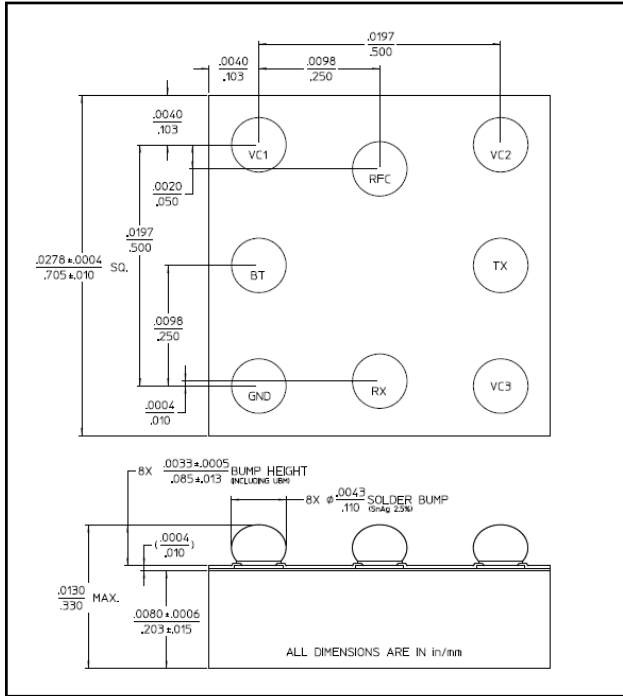 .0197
.500
.0040
.103
.0098
.250
.0040
.103
VC1
VC2
RFC
.0020
.050
.0197
.500
.0278±.0004
.705±.010
SQ.
BT
TX
.0098
.250
GND
RX
VC3
.0004
.010
8X
.0033±.0005
.085±.013
BUMP HEIGHT
(INCLUDING UBM)
8X ø
.0043
.110
SOLDER BUMP
(SnAg 2.5%)
(.0004
.010)
.0130
.330
MAX.
.0080±.0006
.203±.015
ALL DIMENSIONS ARE IN in/mm